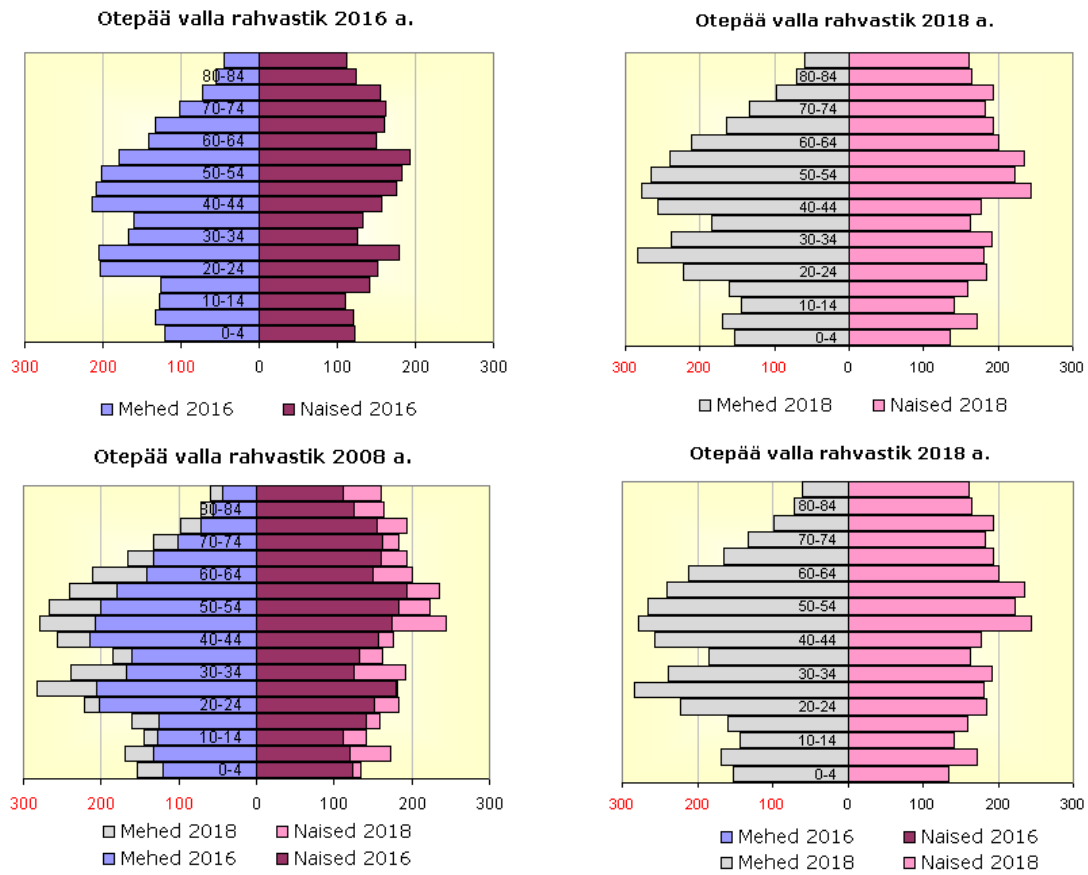 Otepää valla rahvastik 2016 a.
80-84
70-74
60-64
50-54
40-44
30-34
20-24
10-14
0-4
300 200 100 0 100 200 300
Mehed 2016 Naised 2016
Otepää valla rahvastik 2018 a.
80-84
70-74
60-64
50-54
40-44
30-34
20-24
10-14
0-4
300 200 100 0 100 200 300
Mehed 2018 Naised 2018
Otepää valla rahvastik 2008 a.
80-84
70-74
60-64
50-54
40-44
30-34
20-24
10-14
0-4
300 200 100 0 100 200 300
Mehed 2018 Naised 2018
Mehed 2016 Naised 2016
Otepää valla rahvastik 2018 a.
80-84
70-74
60-64
50-54
40-44
30-34
20-24
10-14
0-4
300 200 100 0 100 200 300
Mehed 2016 Naised 2016
Mehed 2018 Naised 2018